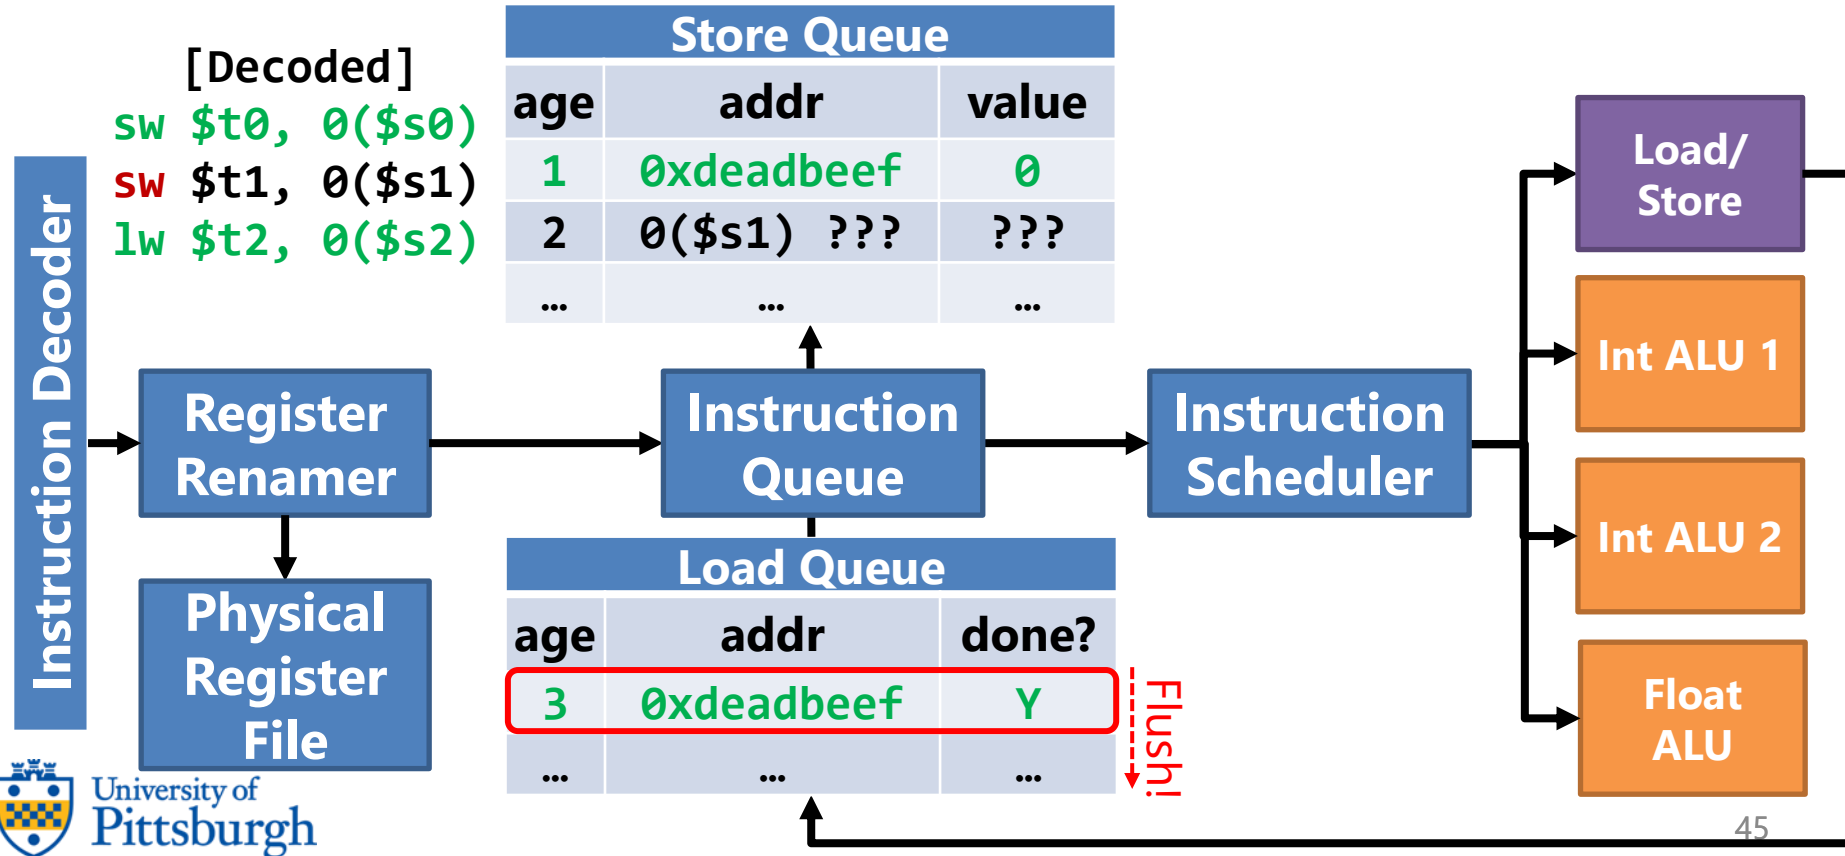 [Decoded]
sw $t0, 0($s0)
sw $t1, 0($s1)
lw $t2, 0($s2)
Instruction Decoder
Store Queue
age addr value
1 0xdeadbeef 0
2 0($s1) ??? ???
… … …
Register
Renamer
Instruction
Queue
Instruction
Scheduler
Physical
Register
File
Load Queue
age addr done?
3 0xdeadbeef Y
… … …
Flush!
Load/
Store
Int ALU 1
Int ALU 2
Float
ALU
University of
Pittsburgh
45